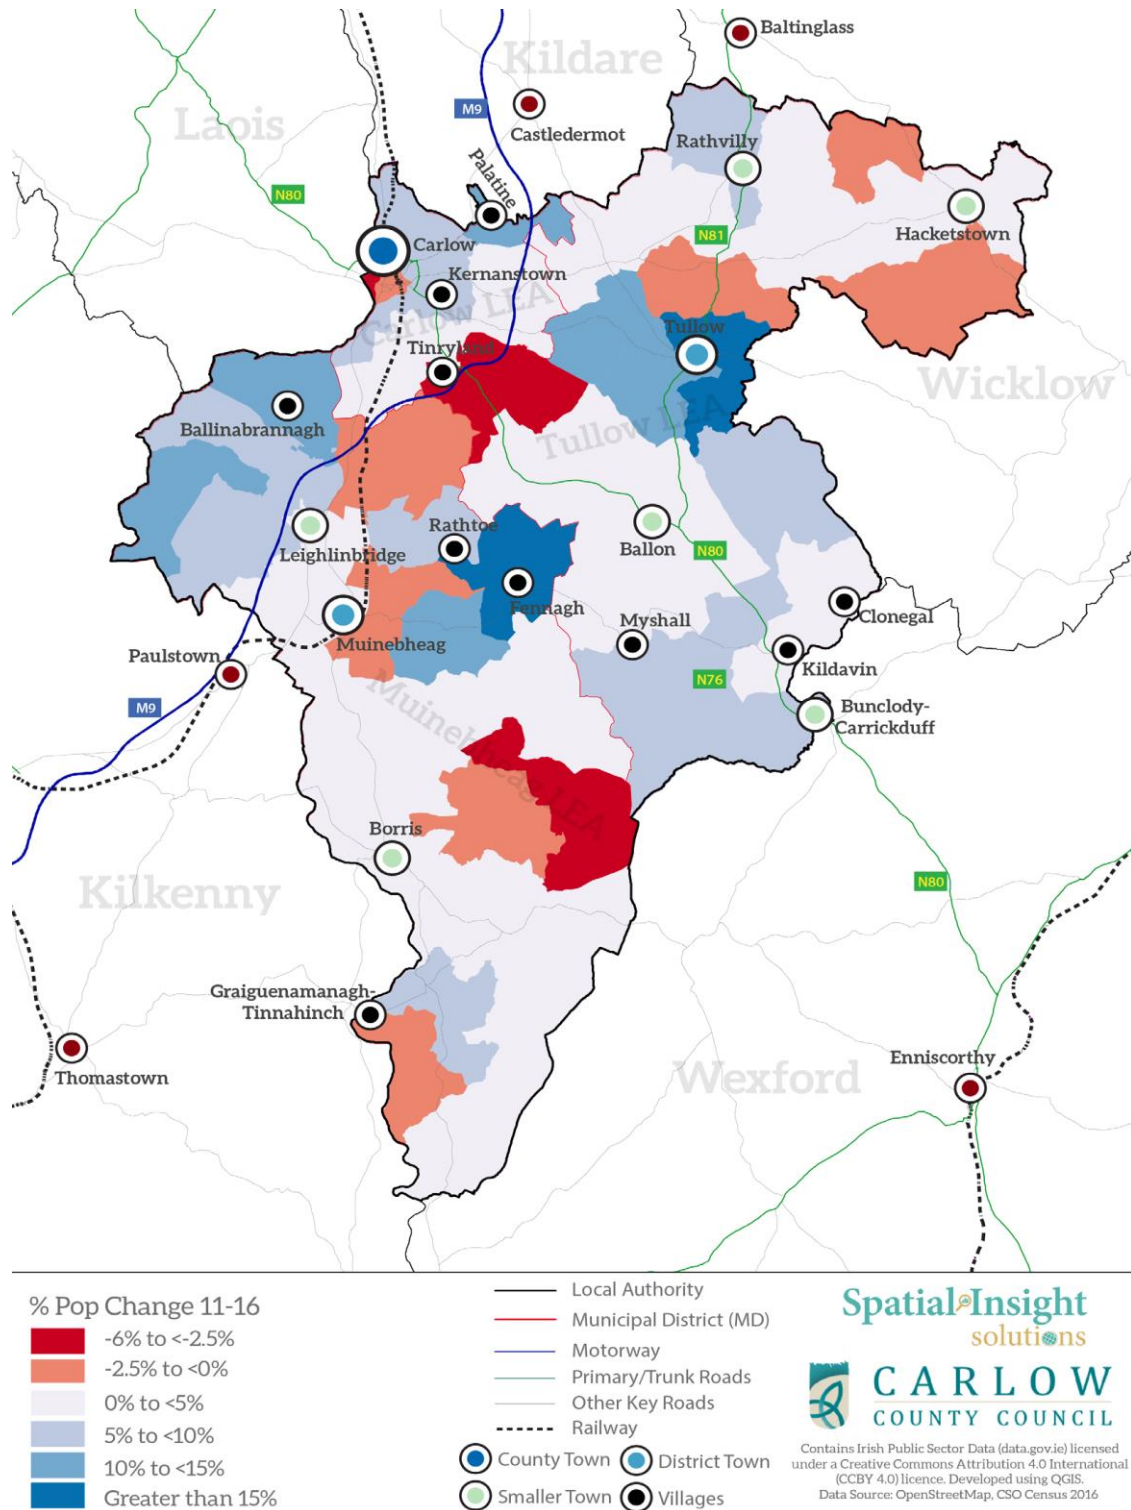 Baltinglass
Kildare
M9
Castledermot
Laois
Rathvilly
Palatine
N80
Hacketstown
N81
Carlow
Kernanstown
Carlow LEA
Tullow
Tinryland
Wicklow
Ballinabrannagh
Tullow LEA
Rathtoe
Leighlinbridge
Ballon
N80
Fennagh
Clonegal
Myshall
Muinebheag
Paulstown
Kildavin
N76
Muinebheag LEA
M9
Bunclody-
Carrickduff
Borris
Kilkenny
N80
Graiguenamanagh-
Tinnahinch
Enniscorthy
Wexford
Thomastown
% Pop Change 11-16
-6% to <-2.5%
-2.5% to <0%
0% to <5%
5% to <10%
10% to <15%
Greater than 15%
Local Authority
Municipal District (MD)
Motorway
Primary/Trunk Roads
Other Key Roads
Railway
County Town
District Town
Smaller Town
Villages
Spatial Insight
solutions
CARLOW
COUNTY COUNCIL
Contains Irish Public Sector Data (data.gov.ie) licensed
under a Creative Commons Attribution 4.0 International
(CCBY 4.0) licence. Developed using QGIS.
Data Source: OpenStreetMap, CSO Census 2016